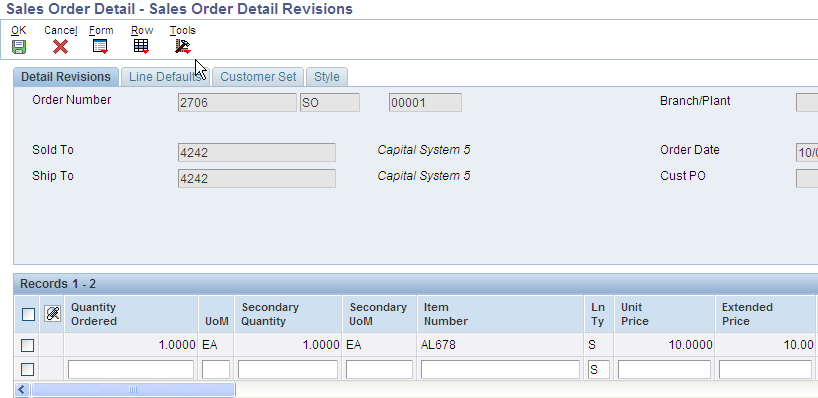 Sales Order Detail - Sales Order Detail Revisions
OK Cancel Form Row Tools
Detail Revisions Line Defaults Customer Set Style
Order Number 2706 SO 00001 Branch/Plant
Sold To 4242 Capital System 5 Order Date 10/0
Ship To 4242 Capital System 5 Cust PO
Records 1 - 2
Quantity Secondary Secondary Item Ln Unit Extended
Ordered UoM Quantity UoM Number Ty Price Price
1.0000 EA 1.0000 EA AL678 S 10.0000 10.00
S